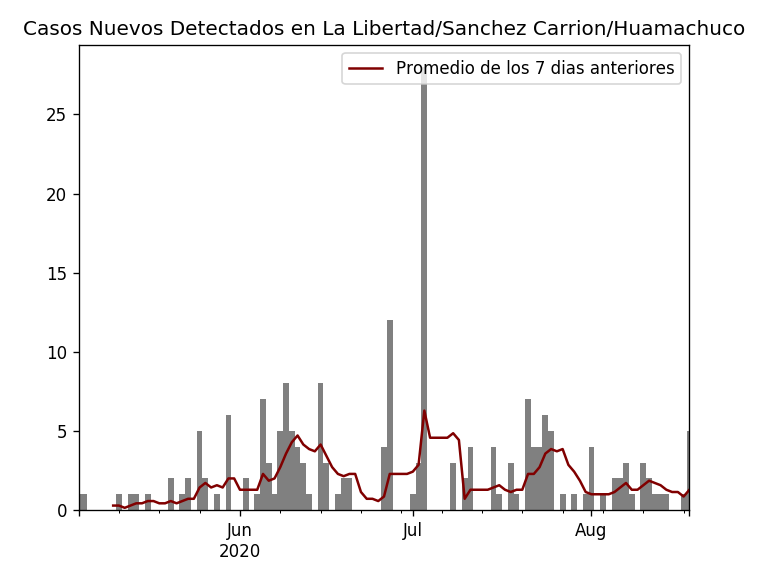 Casos Nuevos Detectados en La Libertad/Sanchez Carrion/Huamachuco
Promedio de los 7 dias anteriores
25
20
15
10
5
0
Jun
2020
Jul
Aug